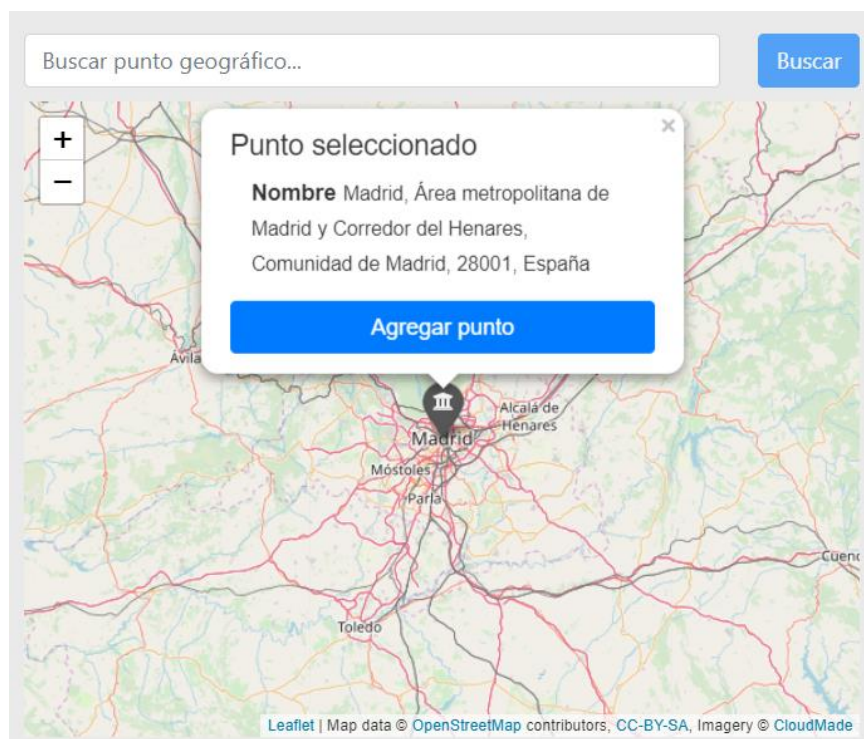 Buscar punto geográfico...
Buscar
+
−
×
Punto seleccionado
Nombre Madrid, Área metropolitana de
Madrid y Corredor del Henares,
Comunidad de Madrid, 28001, España
Agregar punto
Ávila
Alcalá de
Henares
Madrid
Móstoles
Parla
Cuenc
Toledo
Leaflet | Map data © OpenStreetMap contributors, CC-BY-SA, Imagery © CloudMade